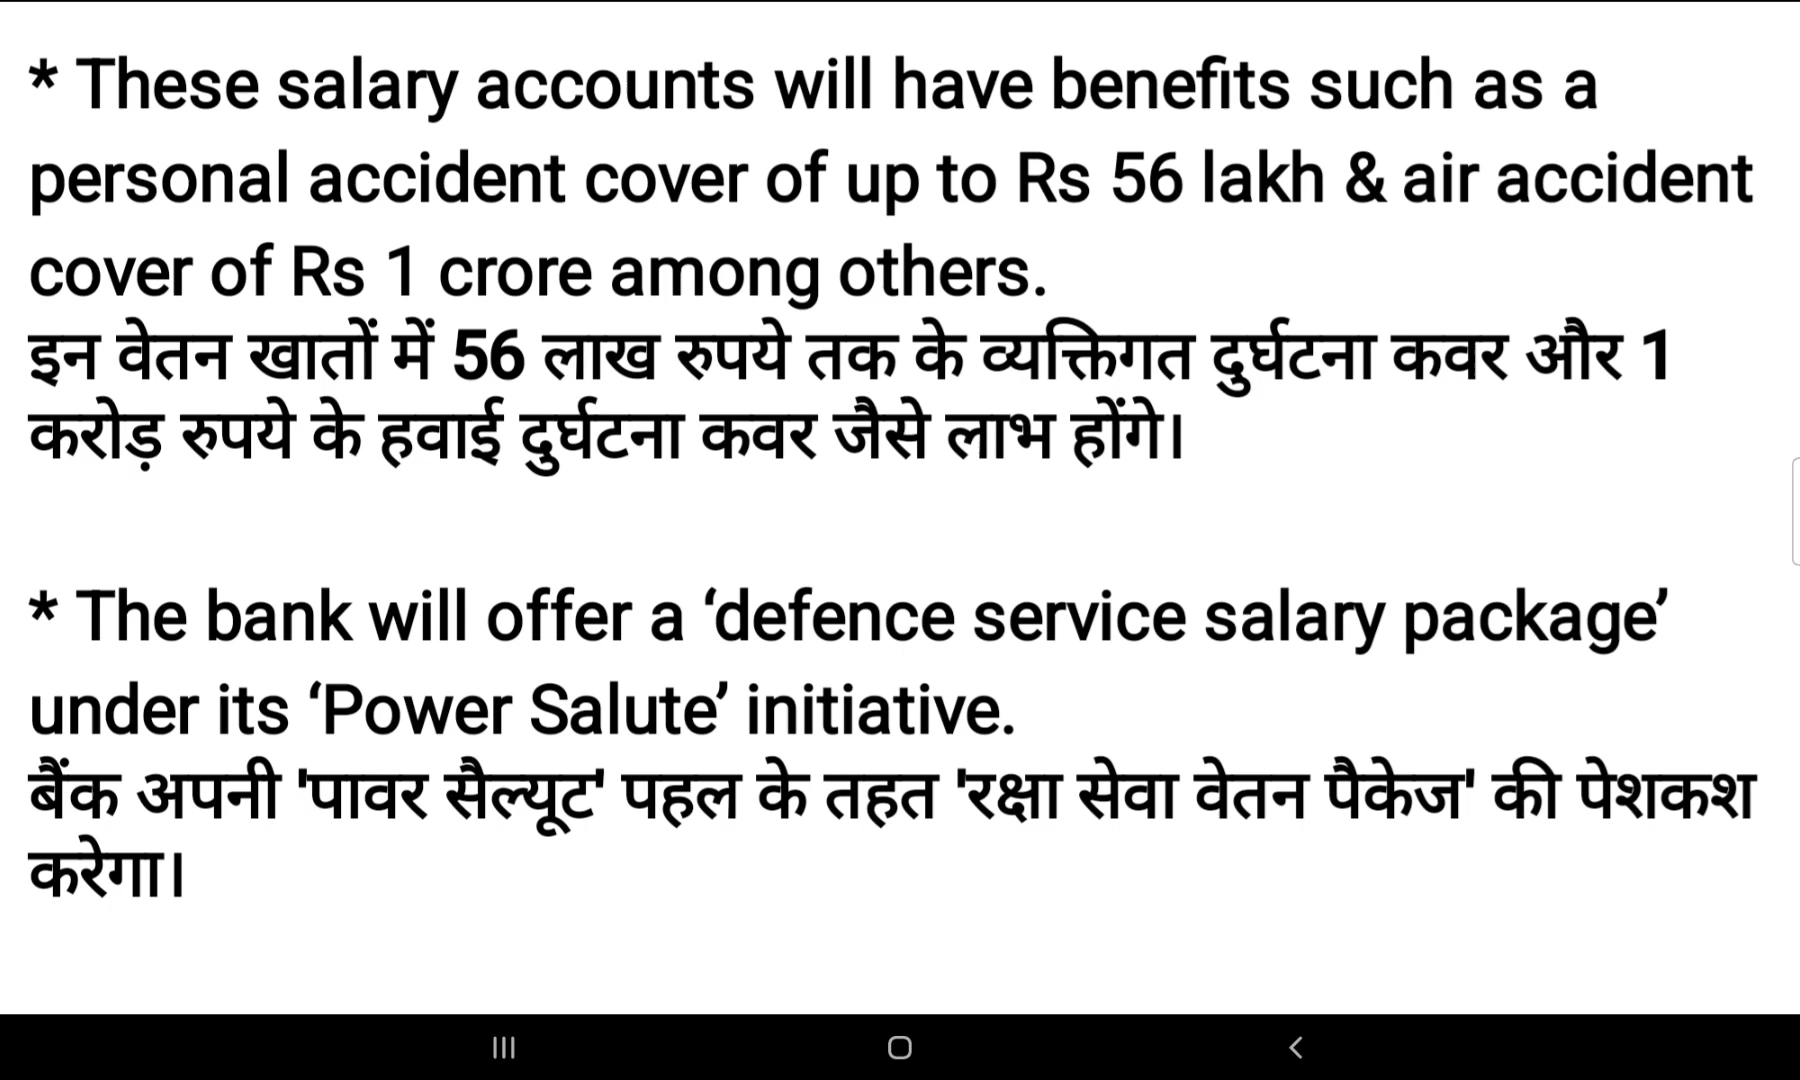 * These salary accounts will have benefits such as a
personal accident cover of up to Rs 56 lakh & air accident
cover of Rs 1 crore among others.
इन वेतन खातों में 56 लाख रुपये तक के व्यक्तिगत दुर्घटना कवर और 1
करोड़ रुपये के हवाई दुर्घटना कवर जैसे लाभ होंगे।
* The bank will offer a ‘defence service salary package’
under its ‘Power Salute’ initiative.
बैंक अपनी 'पावर सैल्यूट' पहल के तहत 'रक्षा सेवा वेतन पैकेज' की पेशकश
करेगा।